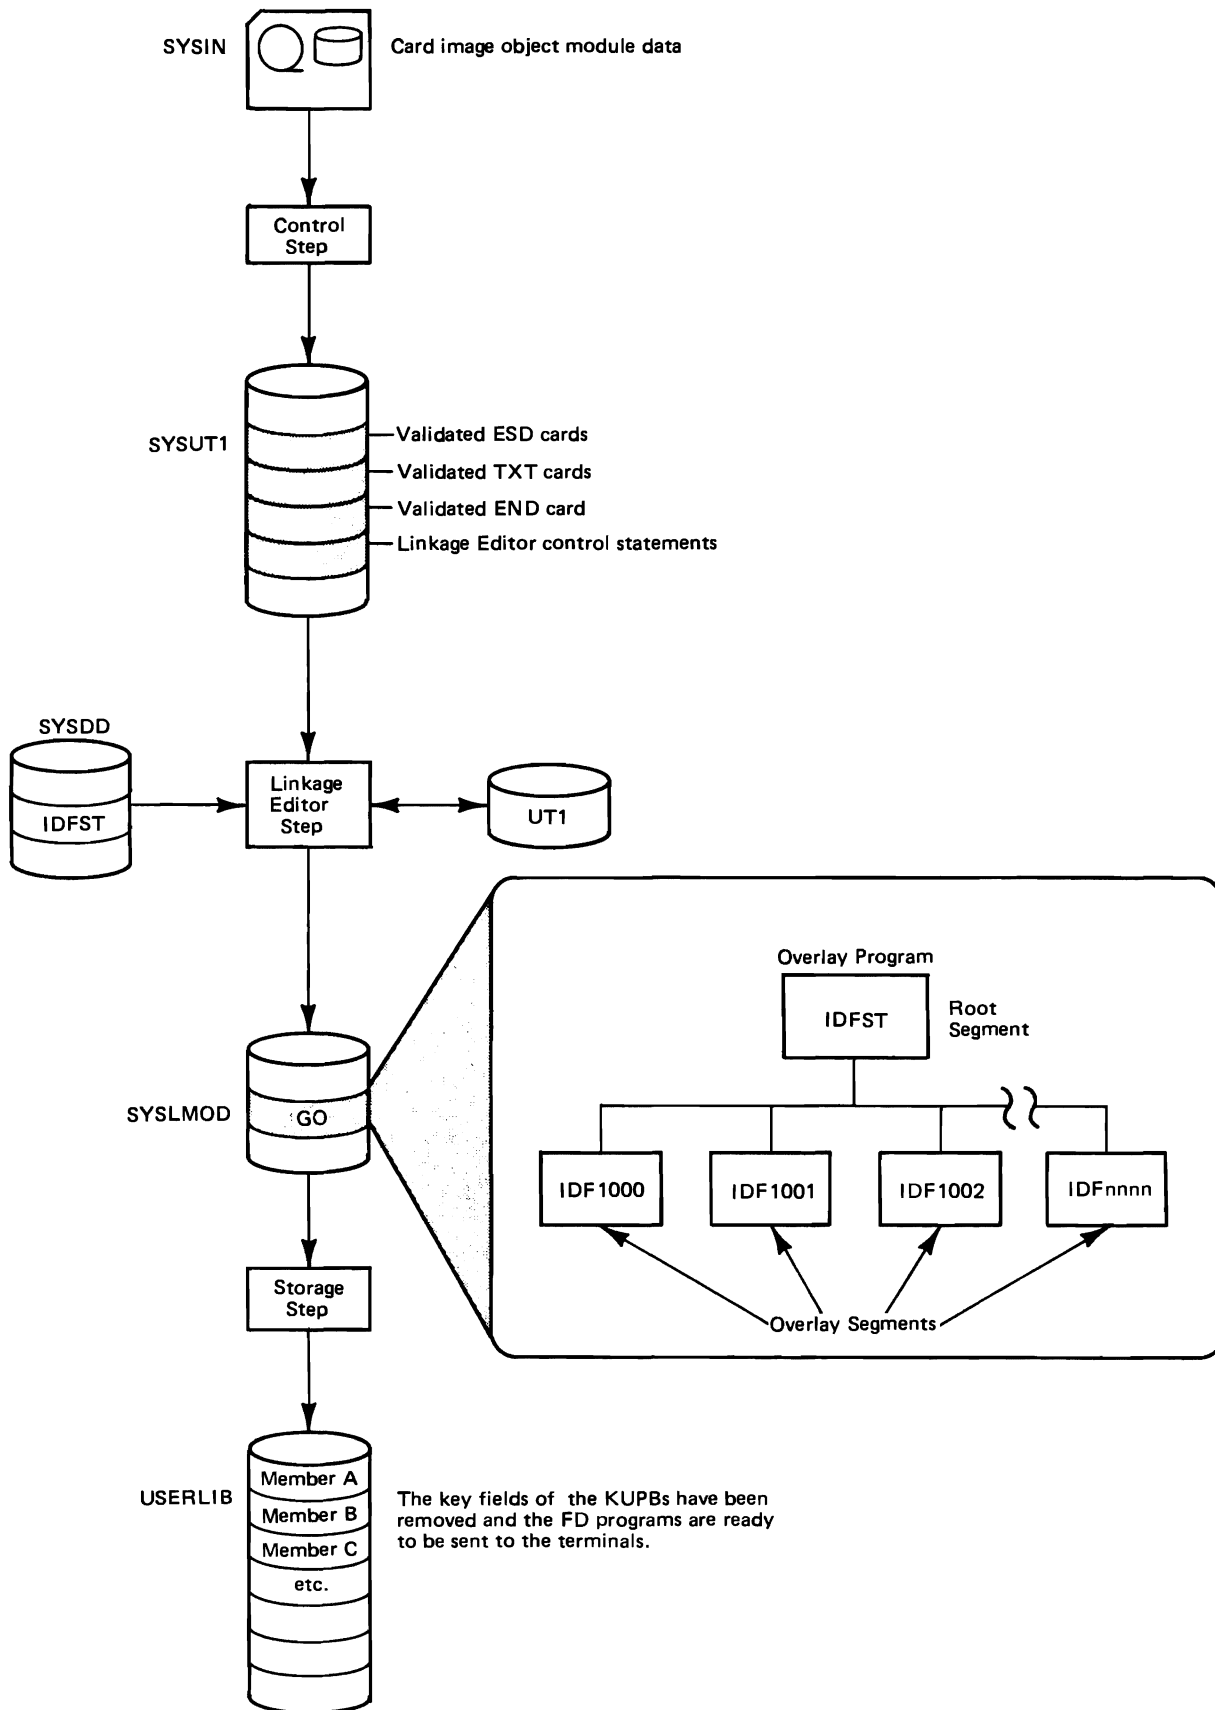 SYSIN
Card image object module data
Control
Step
SYSUT1
Validated ESD cards
Validated TXT cards
Validated END card
Linkage Editor control statements
SYSDD
IDFST
Linkage
Editor
Step
UT1
Overlay Program
IDFST
Root
Segment
SYSLMOD
GO
IDF1000
IDF1001
IDF1002
IDFnnnn
Overlay Segments
Storage
Step
USERLIB
Member A
Member B
Member C
etc.
The key fields of the KUPBs have been
removed and the FD programs are ready
to be sent to the terminals.